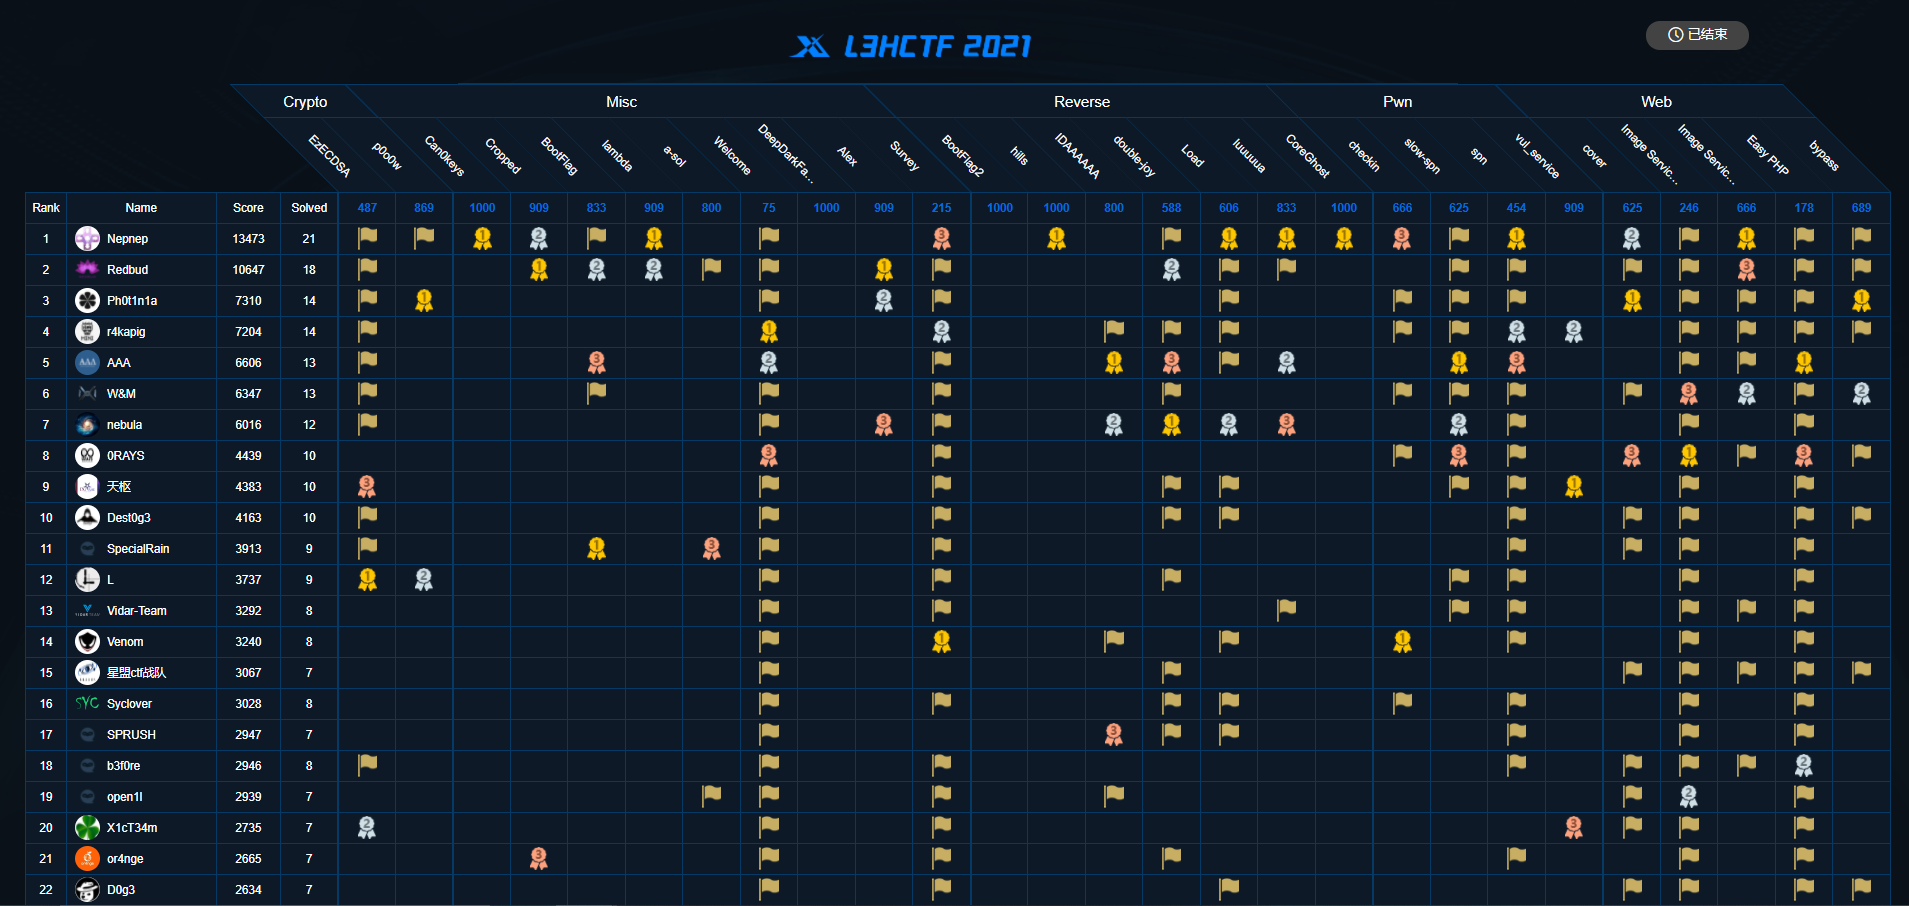 L3HCTF 2021
已结束
Crypto Misc Reverse Pwn Web
EzECDSA p0o0w Can0keys Cropped BootFlag lambda a-sol Welcome DeepDarkFa... Alex Survey BootFlag2 hills IDAAAAAA double-joy Load luuuuua CoreGhost checkin slow-spn spn vul_service cover Image Servic... Image Servic... Easy PHP bypass
Rank Name Score Solved 487 869 1000 909 833 909 800 75 1000 909 215 1000 1000 800 588 606 833 1000 666 625 454 909 625 246 666 178 689
1 Nepnep 13473 21
2 Redbud 10647 18
3 Ph0t1n1a 7310 14
4 r4kapig 7204 14
5 AAA 6606 13
6 W&M 6347 13
7 nebula 6016 12
8 0RAYS 4439 10
9 天枢 4383 10
10 Dest0g3 4163 10
11 SpecialRain 3913 9
12 L 3737 9
13 Vidar-Team 3292 8
14 Venom 3240 8
15 星盟ctf战队 3067 7
16 Syclover 3028 8
17 SPRUSH 2947 7
18 b3f0re 2946 8
19 open1l 2939 7
20 X1cT34m 2735 7
21 or4nge 2665 7
22 D0g3 2634 7